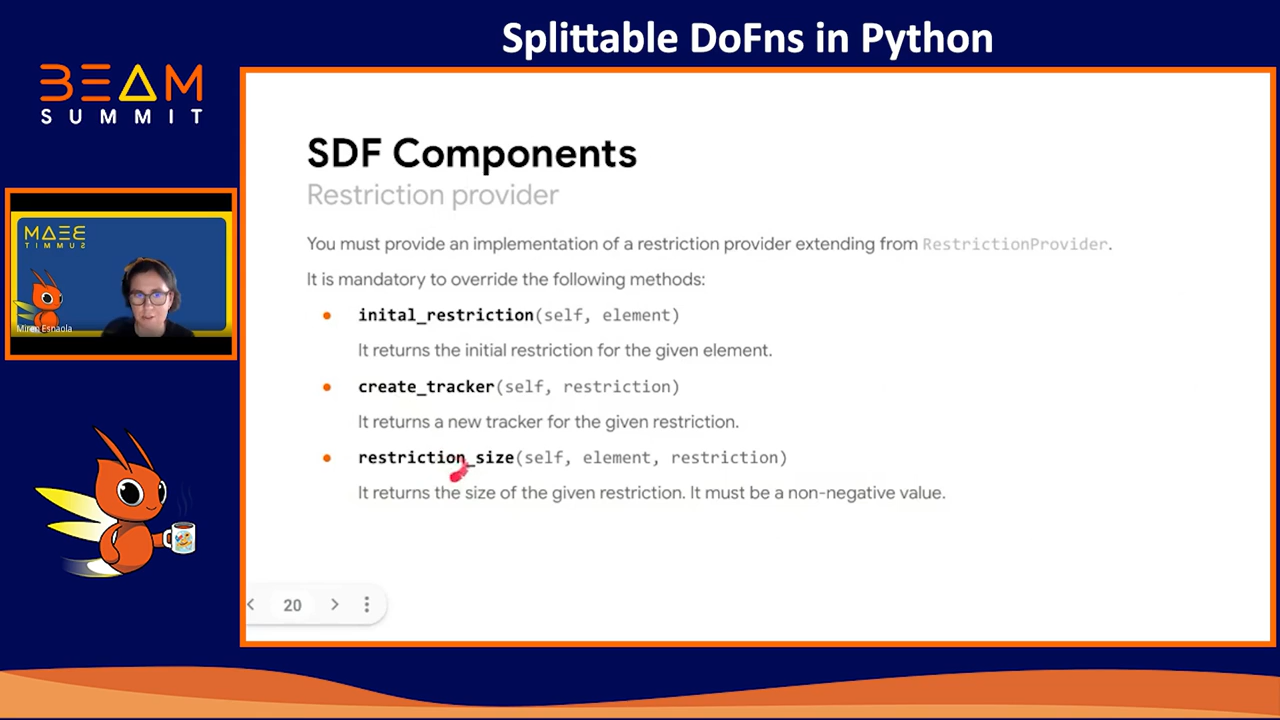 Splittable DoFns in Python
BEAM
SUMMIT
SDF Components
Restriction provider
You must provide an implementation of a restriction provider extending from RestrictionProvider.
It is mandatory to override the following methods:
inital_restriction(self, element)
It returns the initial restriction for the given element.
create_tracker(self, restriction)
It returns a new tracker for the given restriction.
restriction_size(self, element, restriction)
It returns the size of the given restriction. It must be a non-negative value.
20
Miren Esnaola